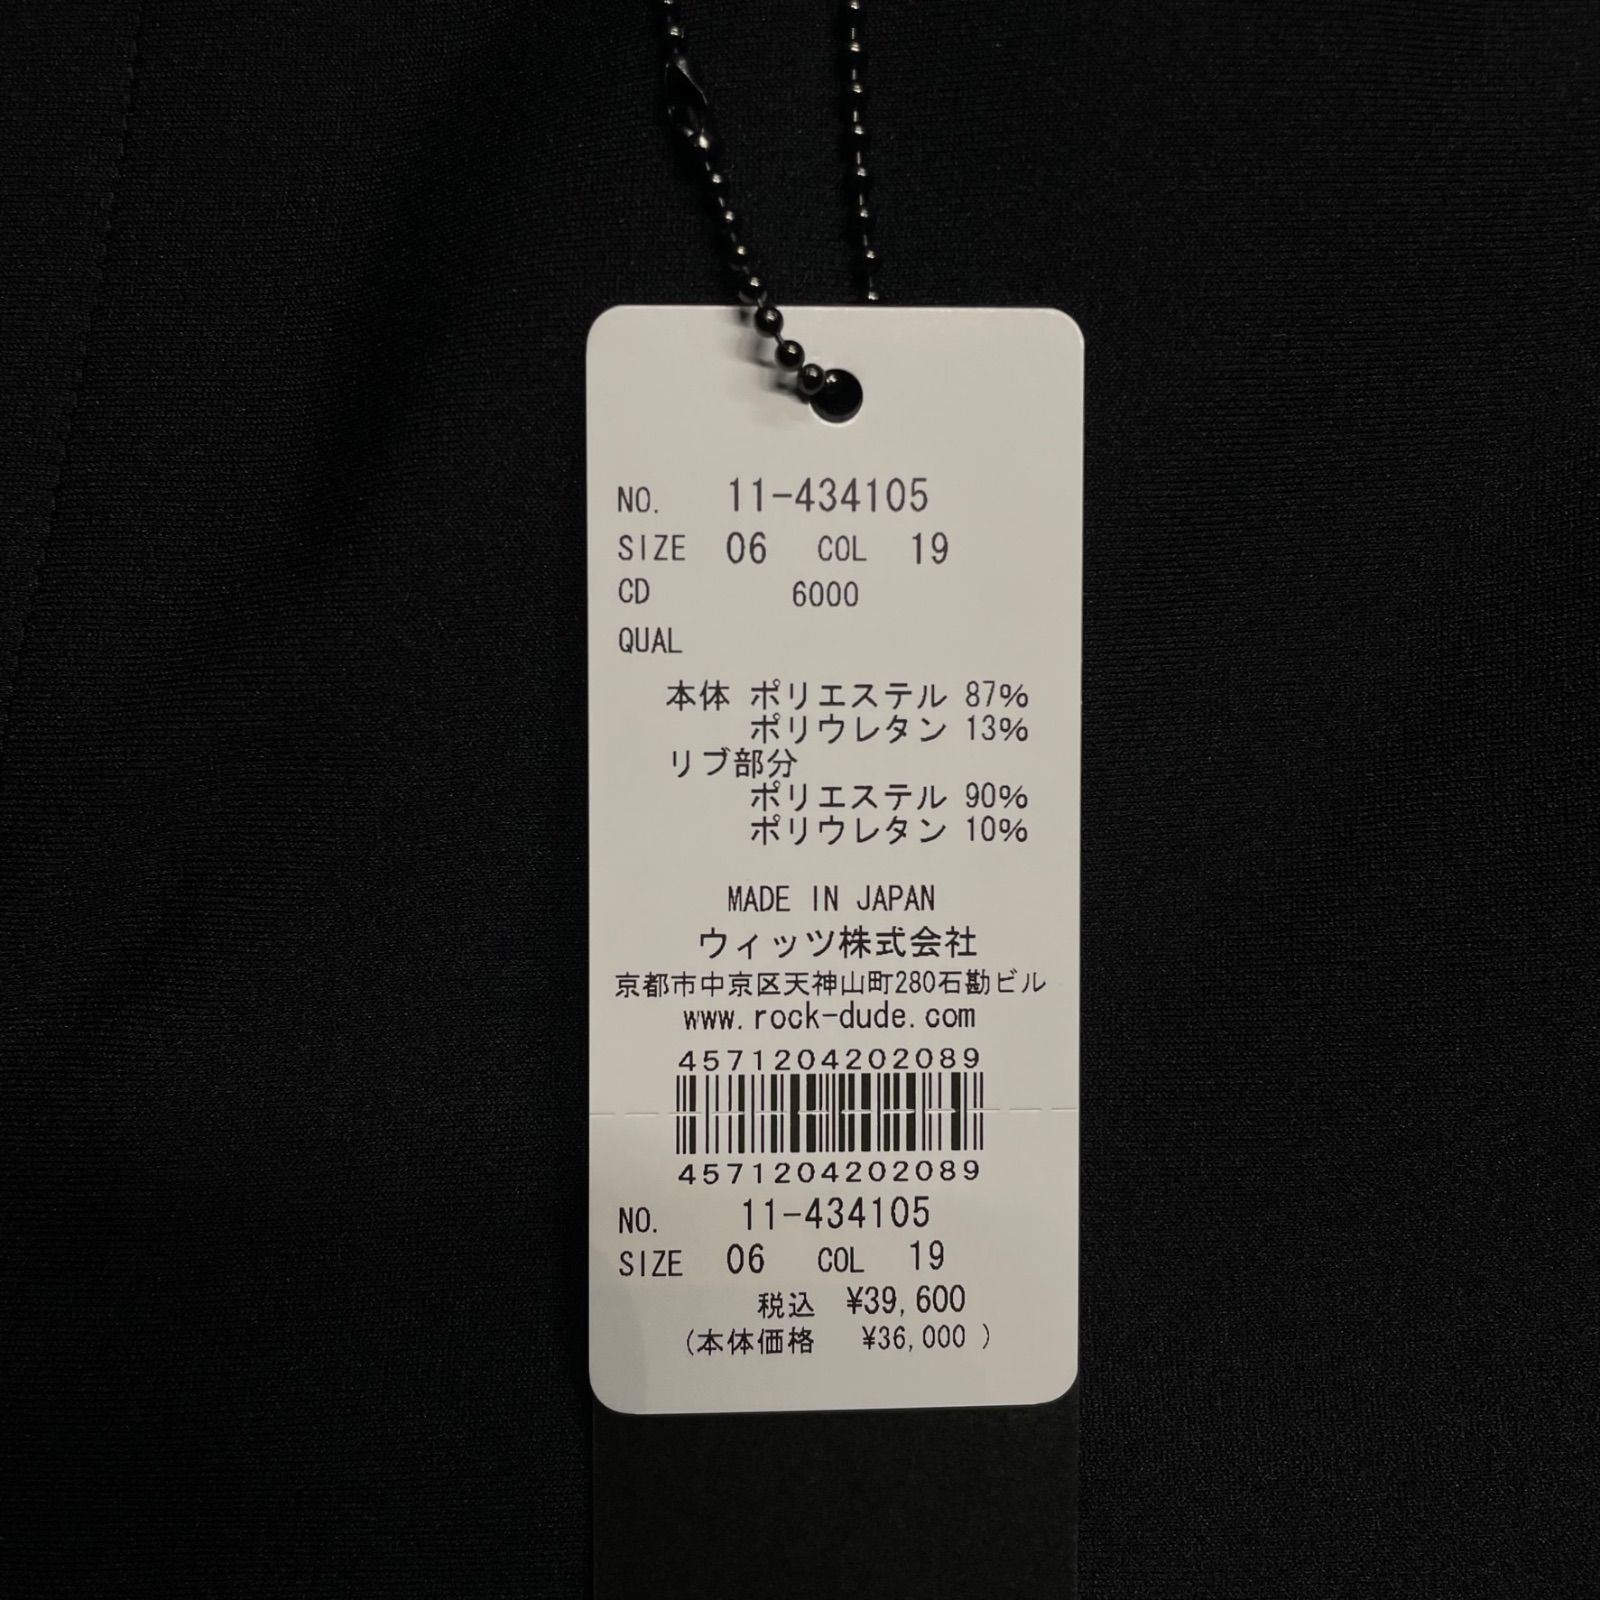 NO. 11-434105
SIZE 06 COL 19
CD 6000
QUAL
本体 ポリエステル 87%
ポリウレタン 13%
リブ部分
ポリエステル 90%
ポリウレタン 10%
MADE IN JAPAN
ウィッツ株式会社
京都市中京区天神山町280石勘ビル
www.rock-dude.com
4571204202089
4571204202089
NO. 11-434105
SIZE 06 COL 19
税込 ¥39,600
(本体価格 ¥36,000 )